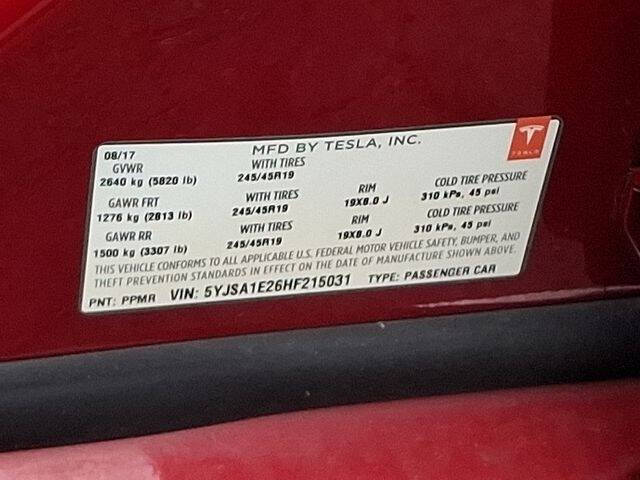 08/17 MFD BY TESLA, INC. TESLA
GVWR WITH TIRES
2640 kg (5820 lb) 245/45R19
GAWR FRT WITH TIRES RIM COLD TIRE PRESSURE
1276 kg (2813 lb) 245/45R19 19X8.0 J 310 kPa, 45 psi
GAWR RR WITH TIRES RIM COLD TIRE PRESSURE
1500 kg (3307 lb) 245/45R19 19X8.0 J 310 kPa, 45 psi
THIS VEHICLE CONFORMS TO ALL APPLICABLE U.S. FEDERAL MOTOR VEHICLE SAFETY, BUMPER, AND
THEFT PREVENTION STANDARDS IN EFFECT ON THE DATE OF MANUFACTURE SHOWN ABOVE.
PNT: PPMR VIN: 5YJSA1E26HF215031 TYPE: PASSENGER CAR